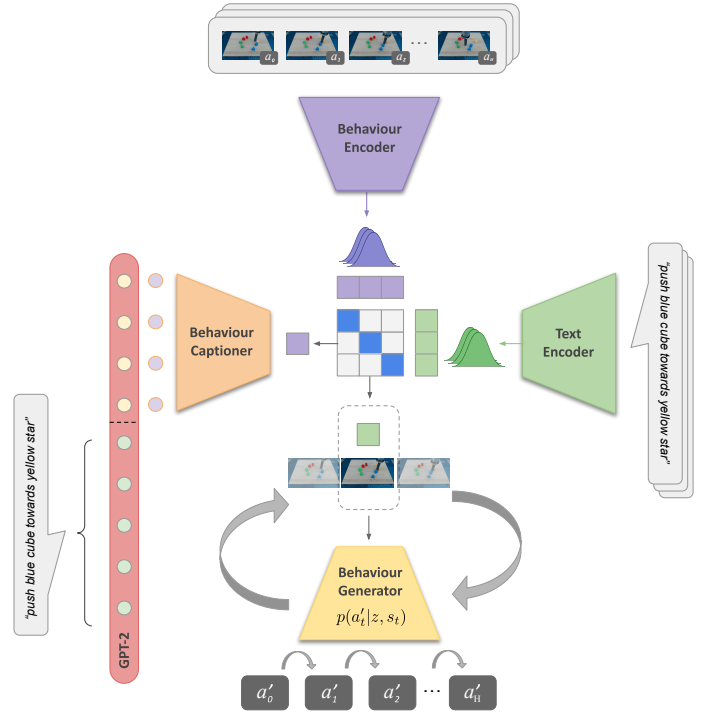 a₀ a₁ a₂ ... aₙ
Behaviour
Encoder
Behaviour
Captioner
Text
Encoder
"push blue cube towards yellow star"
"push blue cube towards yellow star"
GPT-2
Behaviour
Generator
p(a′ₜ|z, sₜ)
a′₀ a′₁ a′₂ ... a′H